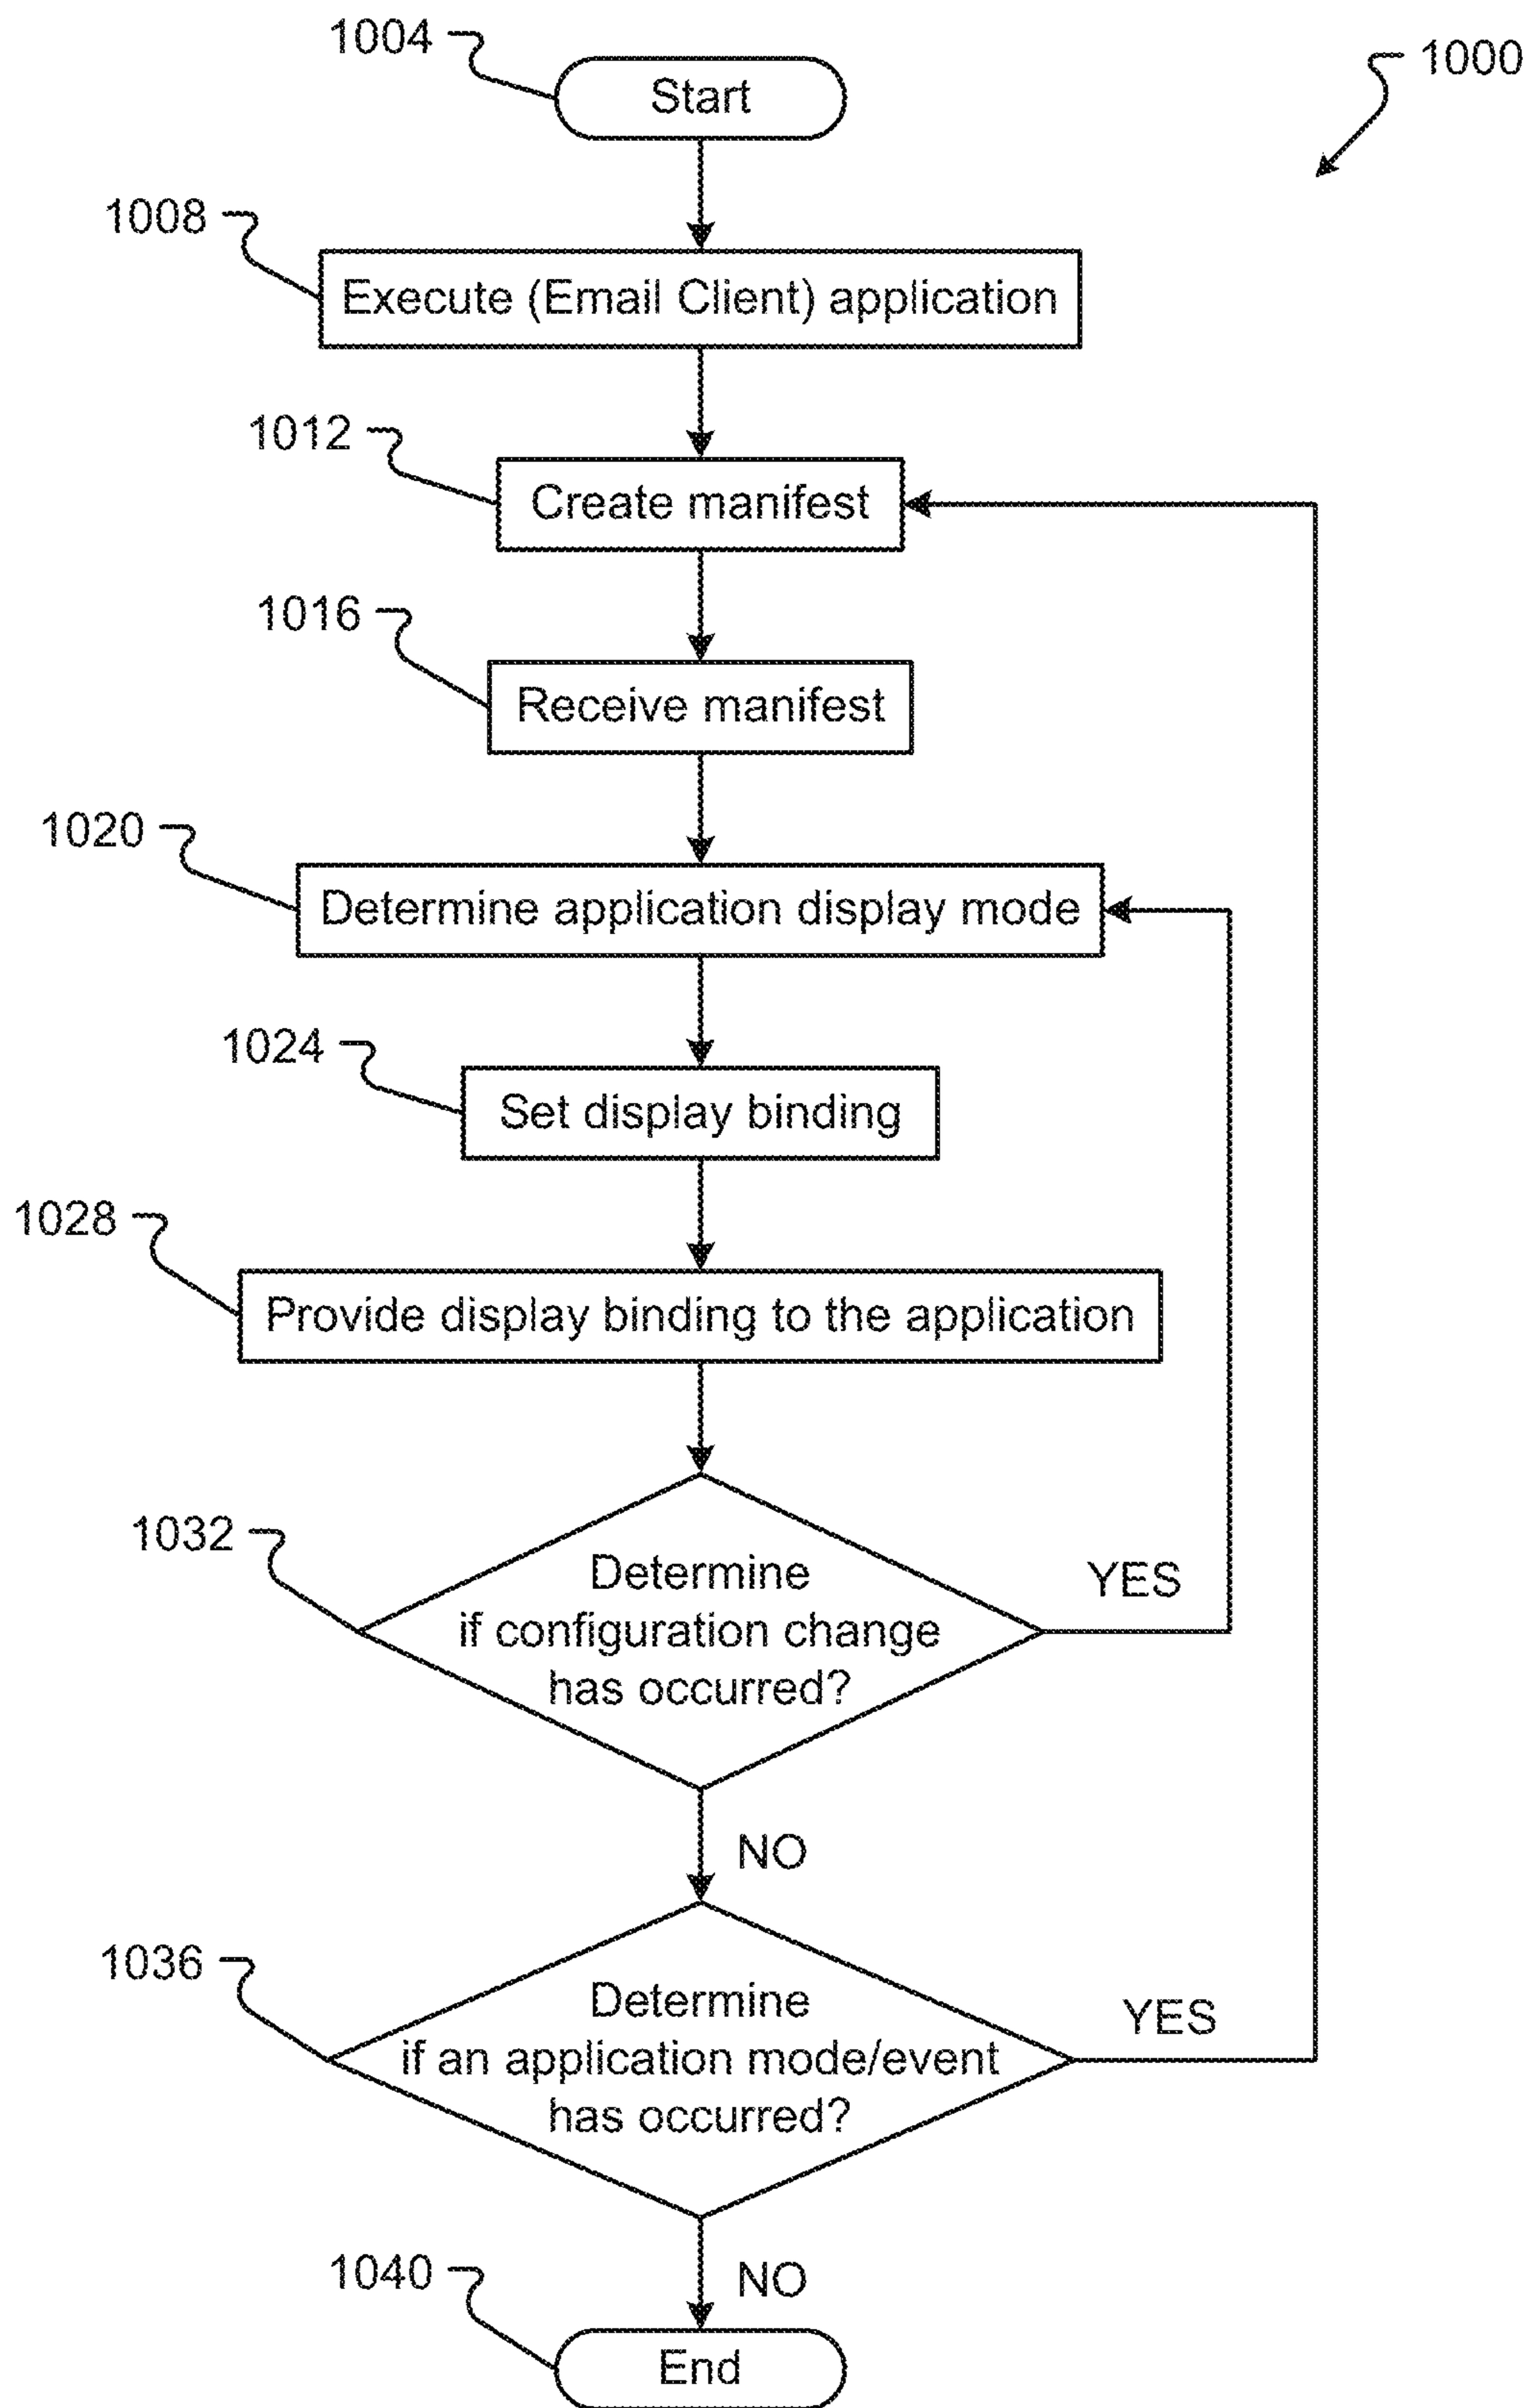 1004
Start
1000
1008
Execute (Email Client) application
1012
Create manifest
1016
Receive manifest
1020
Determine application display mode
1024
Set display binding
1028
Provide display binding to the application
1032
Determine
if configuration change
has occurred?
YES
NO
1036
Determine
if an application mode/event
has occurred?
YES
NO
1040
End